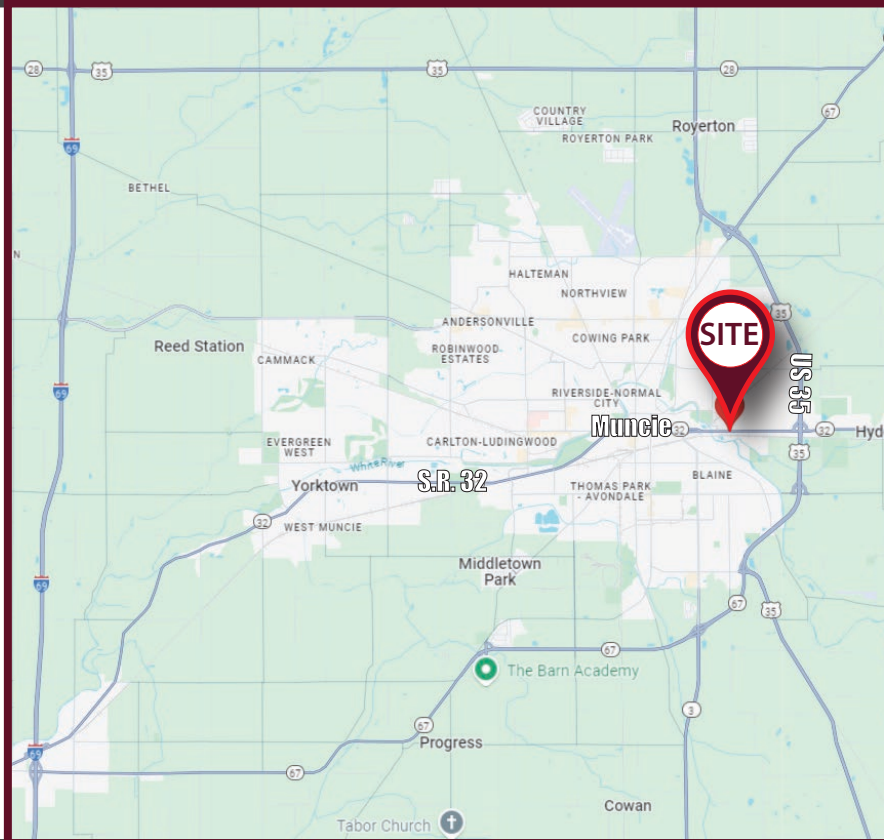 28
35
35
28
67
COUNTRY
VILLAGE
ROYERTON PARK
Royerton
69
BETHEL
N
HALTEMAN
NORTHVIEW
35
ANDERSONVILLE
COWING PARK
SITE
Reed Station
CAMMACK
ROBINWOOD
ESTATES
US 35
69
RIVERSIDE-NORMAL
CITY
Muncie
32
32
Hyd
EVERGREEN
WEST
CARLTON-LUDINGWOOD
35
White River
S.R. 32
BLAINE
Yorktown
THOMAS PARK
- AVONDALE
32
WEST MUNCIE
Middletown
Park
69
67
35
67
The Barn Academy
3
67
Progress
69
67
Cowan
Tabor Church